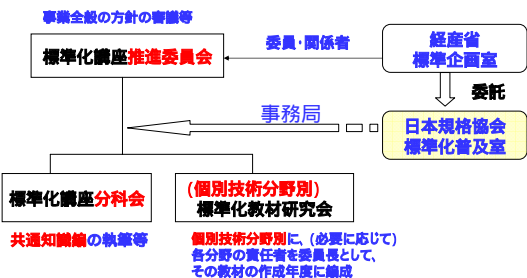 事業全般の方針の審議等
標準化講座推進委員会
委員・関係者
経産省
標準企画室
委託
事務局
日本規格協会
標準化普及室
標準化講座分科会
(個別技術分野別)
標準化教材研究会
共通知識編の執筆等
個別技術分野別に、(必要に応じて)
各分野の責任者を委員長として、
その教材の作成年度に編成